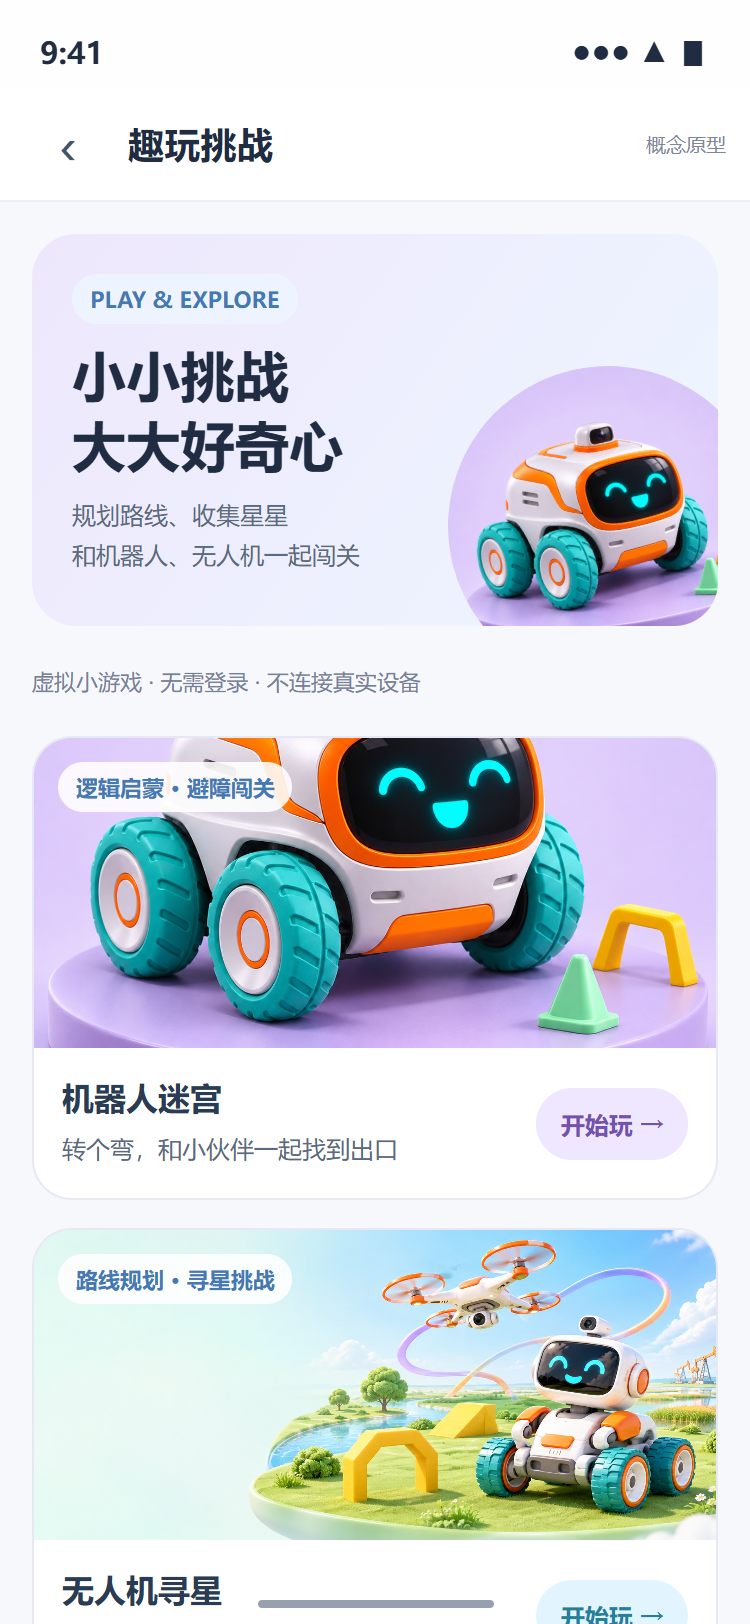 9:41
‹ 趣玩挑战
概念原型
PLAY & EXPLORE
小小挑战
大大好奇心
规划路线、收集星星
和机器人、无人机一起闯关
虚拟小游戏 · 无需登录 · 不连接真实设备
逻辑启蒙 • 避障闯关
机器人迷宫
转个弯，和小伙伴一起找到出口
开始玩 →
路线规划 • 寻星挑战
无人机寻星
开始玩 →